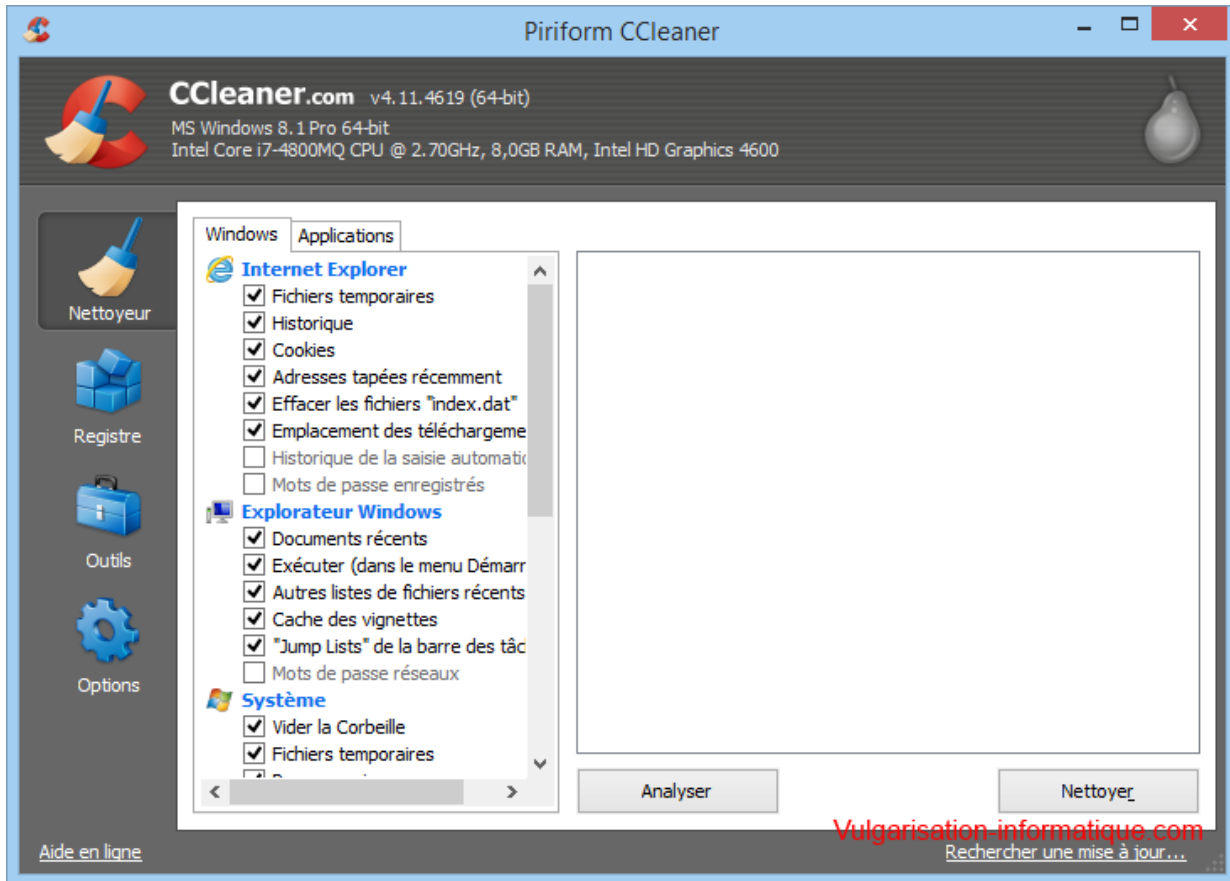 Piriform CCleaner
CCleaner.com v4.11.4619 (64-bit)
MS Windows 8.1 Pro 64-bit
Intel Core i7-4800MQ CPU @ 2.70GHz, 8,0GB RAM, Intel HD Graphics 4600
Nettoyeur
Registre
Outils
Options
Windows
Applications
Internet Explorer
Fichiers temporaires
Historique
Cookies
Adresses tapées récemment
Effacer les fichiers "index.dat"
Emplacement des téléchargeme
Historique de la saisie automatic
Mots de passe enregistrés
Explorateur Windows
Documents récents
Exécuter (dans le menu Démarr
Autres listes de fichiers récents
Cache des vignettes
"Jump Lists" de la barre des tâc
Mots de passe réseaux
Système
Vider la Corbeille
Fichiers temporaires
Analyser
Nettoyer
Vulgarisation-informatique.com
Aide en ligne
Rechercher une mise à jour...